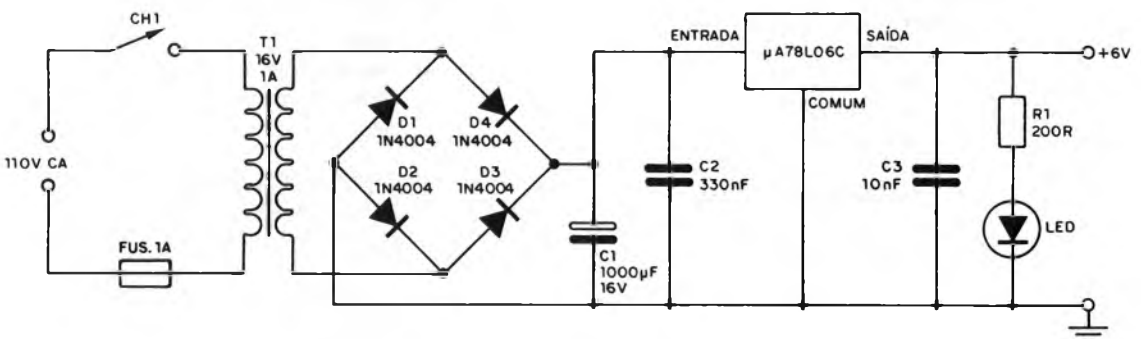 CH1
T1
16V
1A
110V CA
FUS. 1A
D1
1N4004
D4
1N4004
D2
1N4004
D3
1N4004
C1
1000µF
16V
ENTRADA
µA78L06C
SAÍDA
COMUM
C2
330nF
C3
10nF
R1
200R
LED
+6V